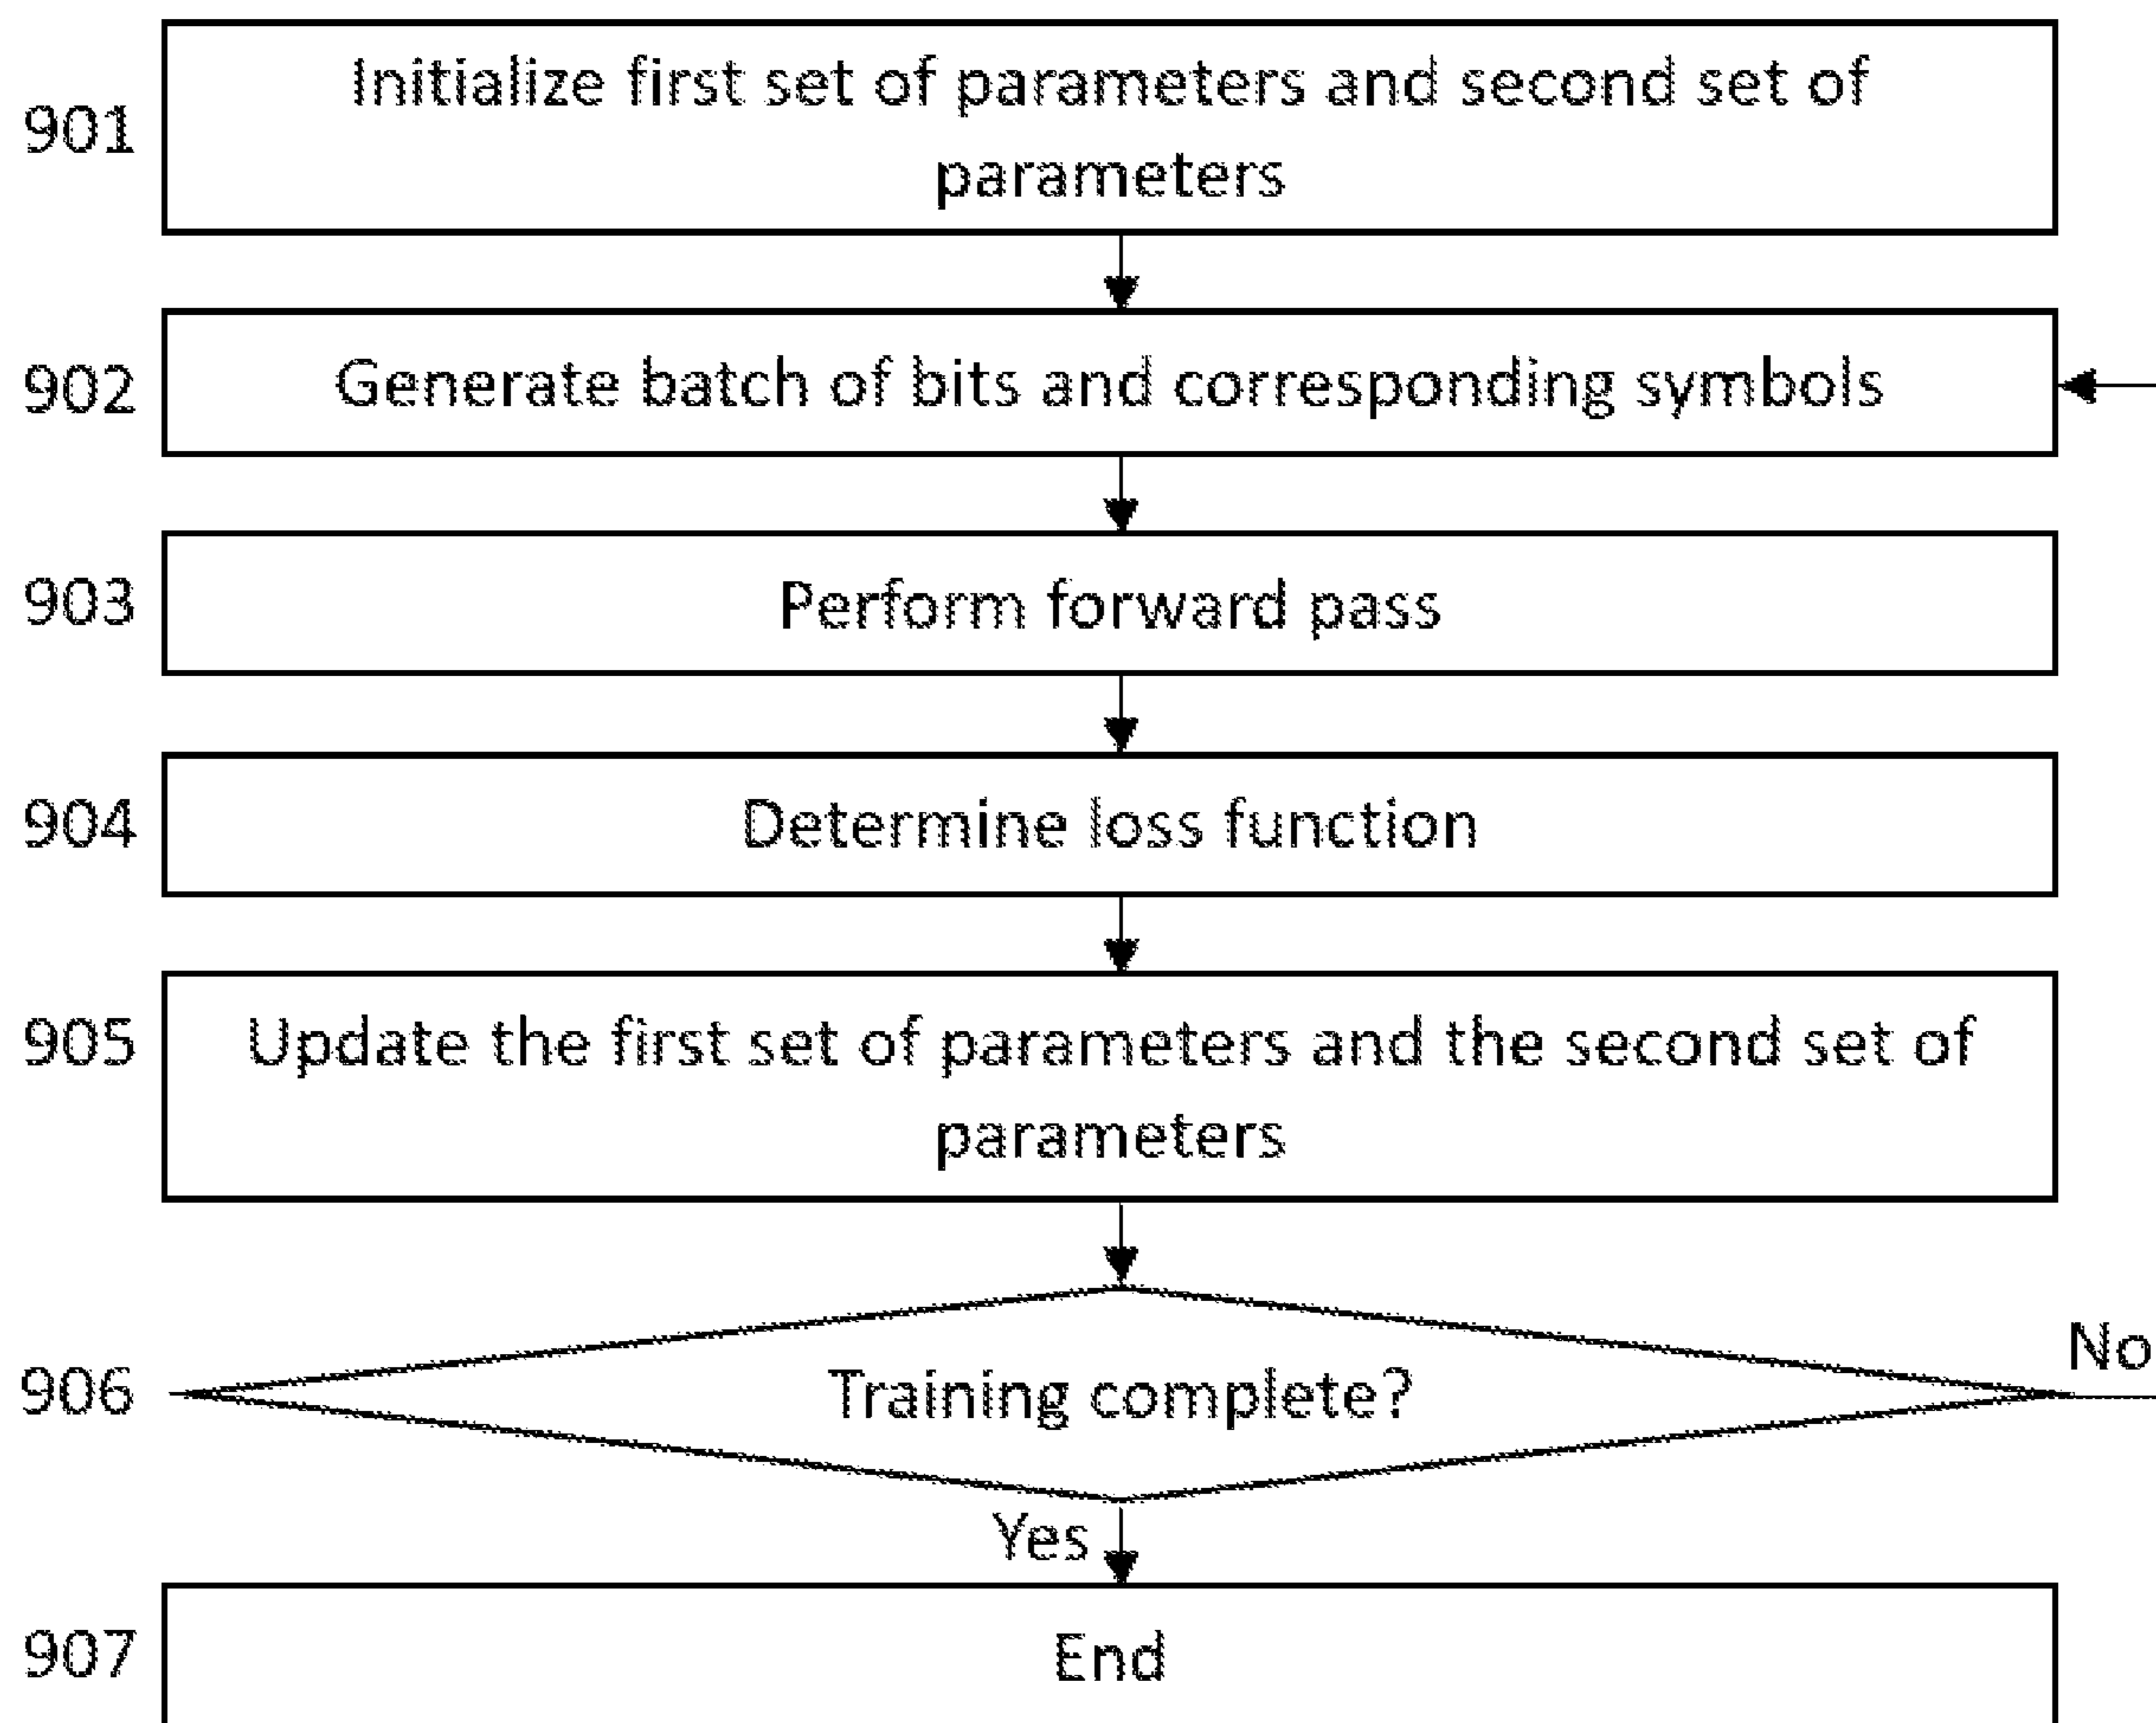 901
Initialize first set of parameters and second set of
parameters
902
Generate batch of bits and corresponding symbols
903
Perform forward pass
904
Determine loss function
905
Update the first set of parameters and the second set of
parameters
906
Training complete?
No
Yes
907
End